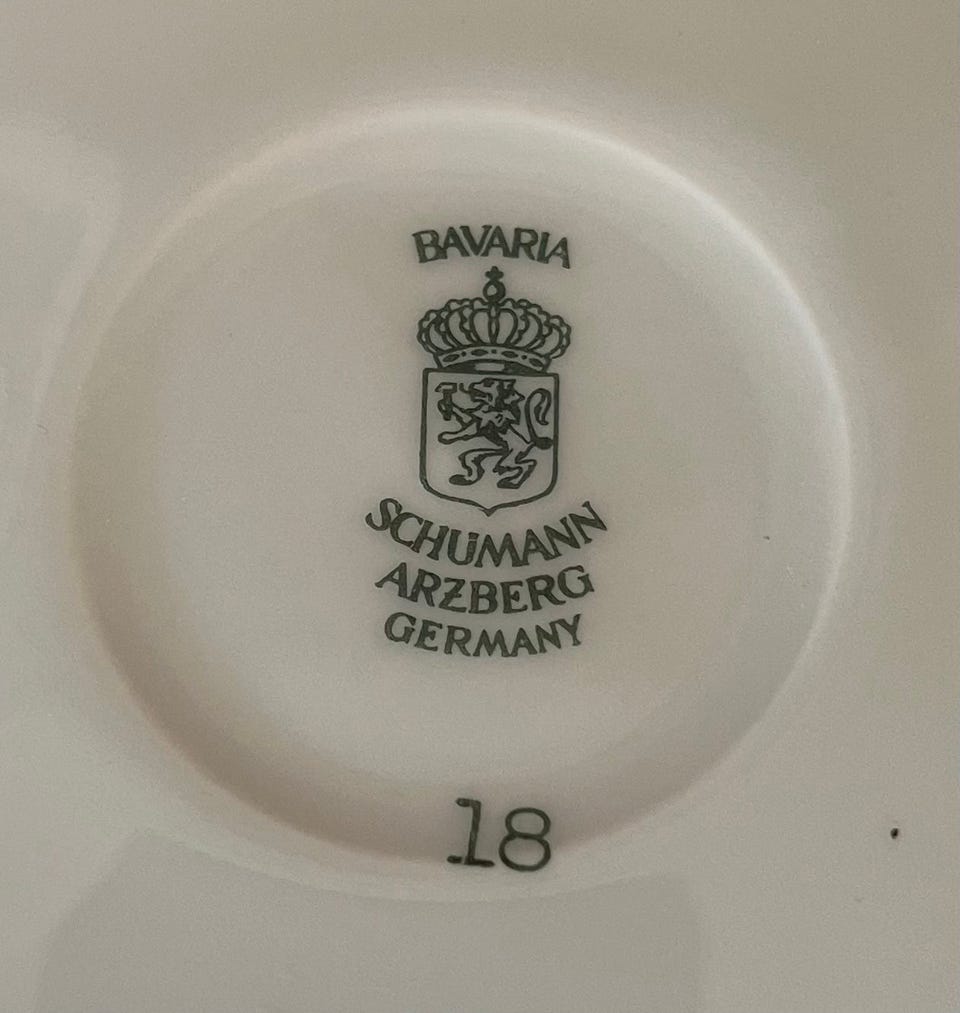 BAVARIA
SCHUMANN
ARZBERG
GERMANY
18